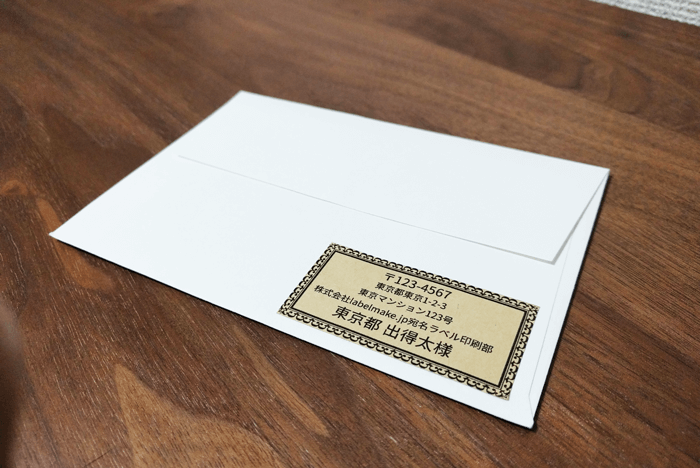 〒123-4567
東京都東京1-2-3
東京マンション123号
株式会社labelmake.jp宛名ラベル印刷部
東京都 出得太様